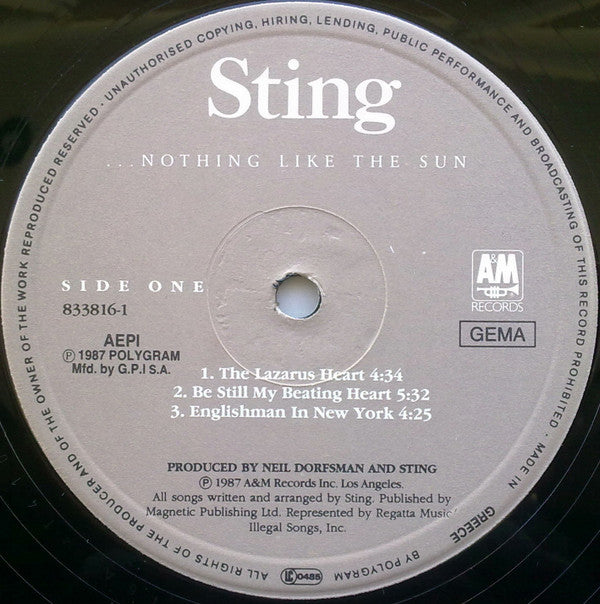 Sting
...NOTHING LIKE THE SUN
SIDE ONE
833816-1
AEPI
Ⓟ 1987 POLYGRAM
Mfd. by G.P.I S.A.
A&M
RECORDS
GEMA
1. The Lazarus Heart 4:34
2. Be Still My Beating Heart 5:32
3. Englishman In New York 4:25
PRODUCED BY NEIL DORFSMAN AND STING
Ⓟ 1987 A&M Records Inc. Los Angeles.
All songs written and arranged by Sting. Published by
Magnetic Publishing Ltd. Represented by Regatta Music/
Illegal Songs, Inc.
LC 0485
ALL RIGHTS OF THE PRODUCER AND OF THE OWNER OF THE WORK REPRODUCED RESERVED · UNAUTHORISED COPYING, HIRING, LENDING, PUBLIC PERFORMANCE AND BROADCASTING OF THIS RECORD PROHIBITED · MADE IN GREECE BY POLYGRAM